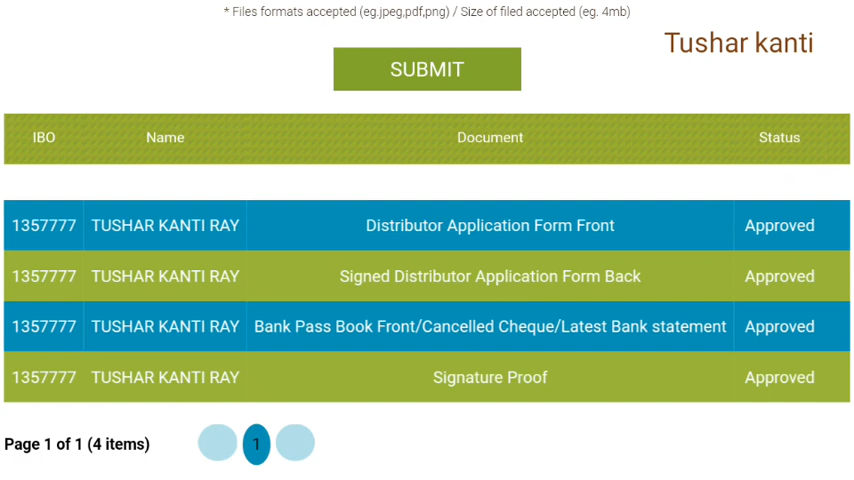 * Files formats accepted (eg.jpeg,pdf,png) / Size of filed accepted (eg. 4mb)
Tushar kanti
SUBMIT
IBO Name Document Status
1357777 TUSHAR KANTI RAY Distributor Application Form Front Approved
1357777 TUSHAR KANTI RAY Signed Distributor Application Form Back Approved
1357777 TUSHAR KANTI RAY Bank Pass Book Front/Cancelled Cheque/Latest Bank statement Approved
1357777 TUSHAR KANTI RAY Signature Proof Approved
Page 1 of 1 (4 items) 1